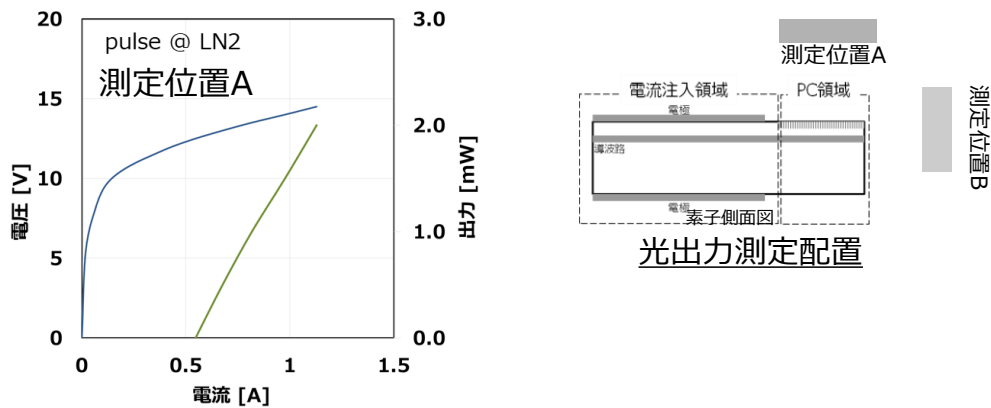 pulse @ LN2
測定位置A
20
15
10
5
0
電圧 [V]
3.0
2.0
1.0
0.0
出力 [mW]
0
0.5
1
1.5
電流 [A]
測定位置A
電流注入領域
PC領域
電極
導波路
電極
素子側面図
光出力測定配置
測定位置B